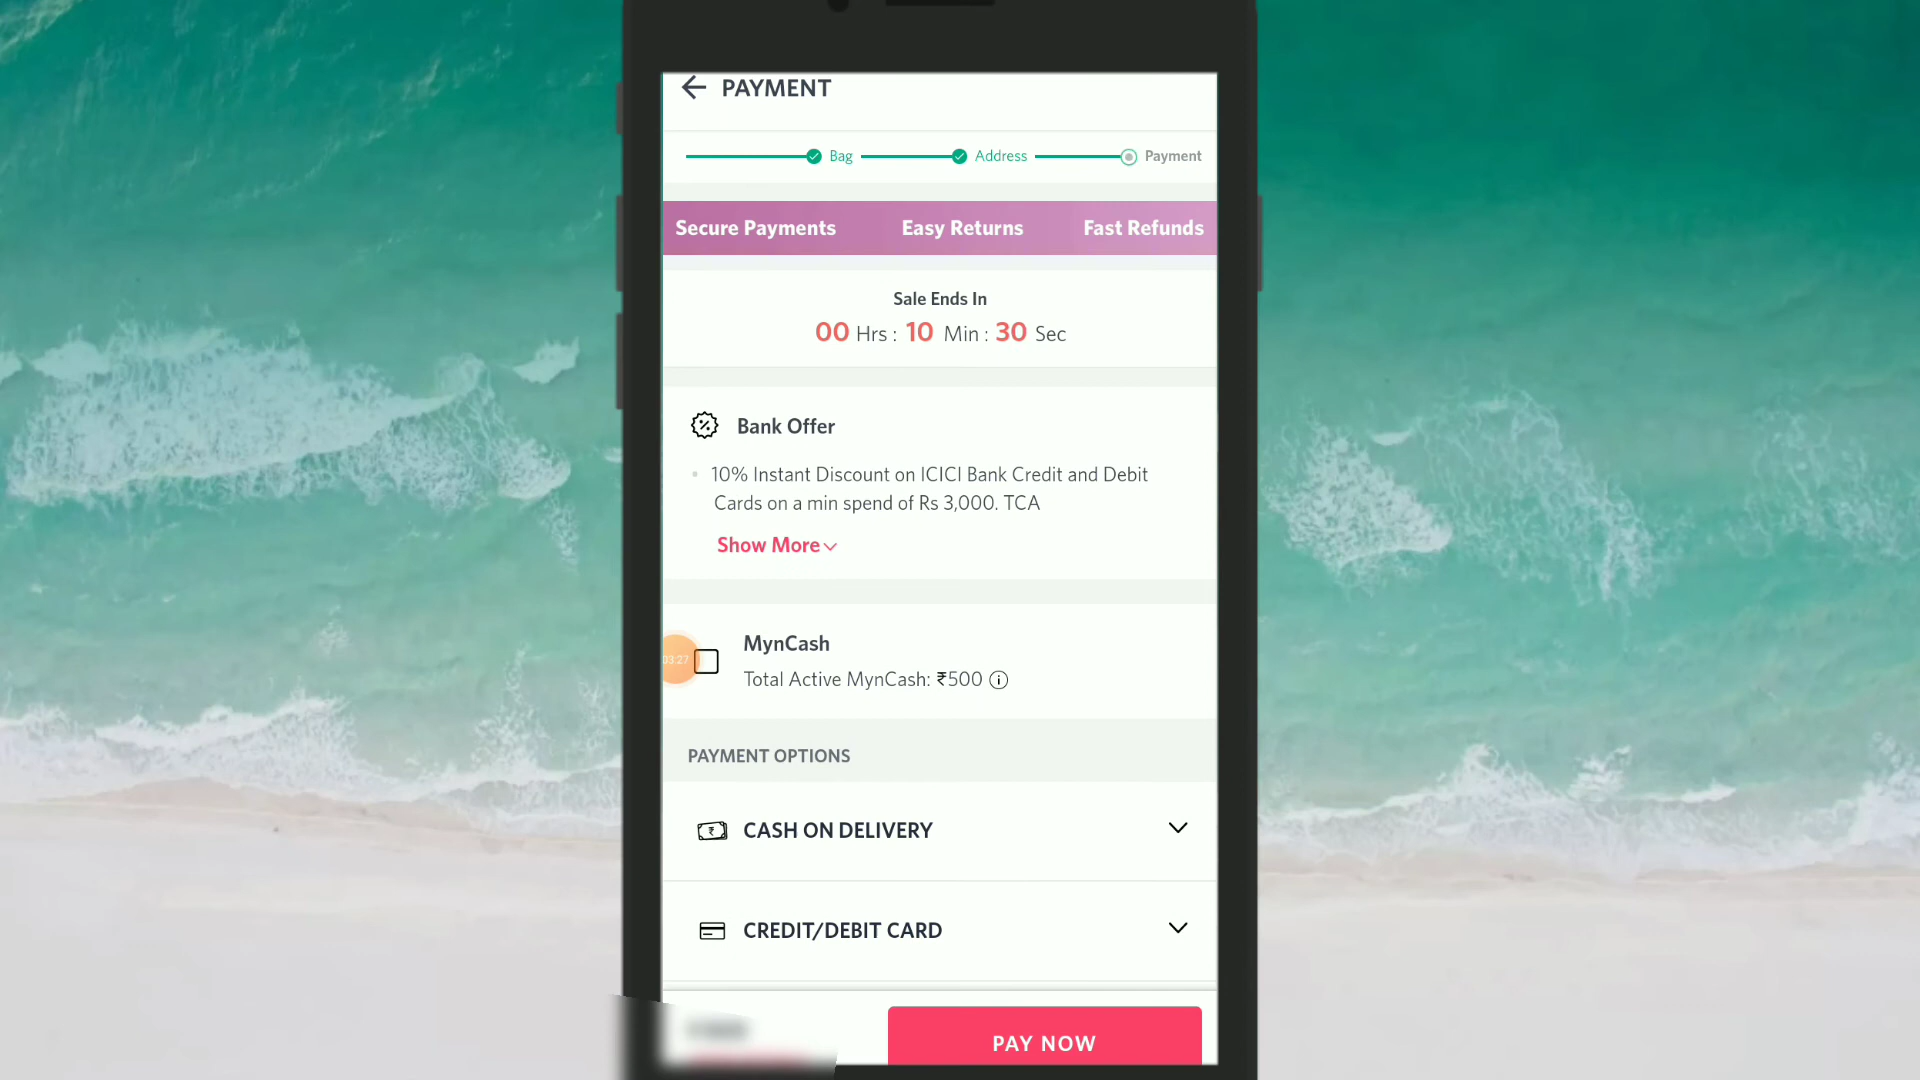 PAYMENT
Bag Address Payment
Secure Payments Easy Returns Fast Refunds
Sale Ends In
00 Hrs : 10 Min : 30 Sec
Bank Offer
10% Instant Discount on ICICI Bank Credit and Debit
Cards on a min spend of Rs 3,000. TCA
Show More
MynCash
03:27
Total Active MynCash: ₹500
PAYMENT OPTIONS
CASH ON DELIVERY
CREDIT/DEBIT CARD
PAY NOW